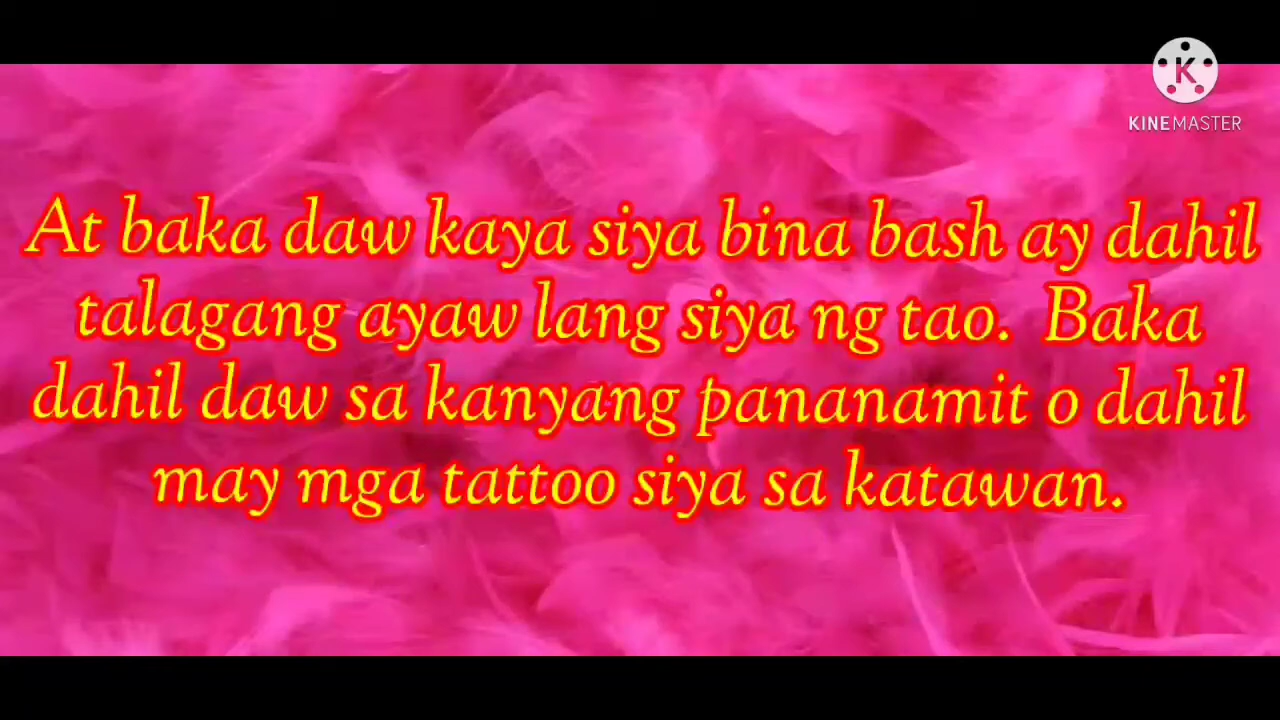 K
KINEMASTER
At baka daw kaya siya bina bash ay dahil
talagang ayaw lang siya ng tao. Baka
dahil daw sa kanyang pananamit o dahil
may mga tattoo siya sa katawan.